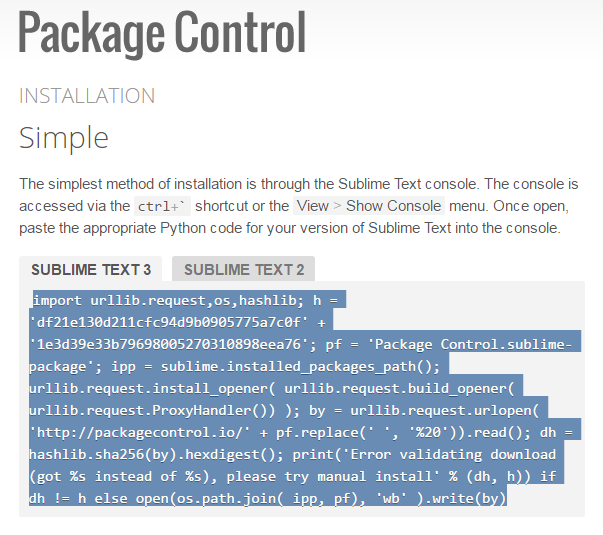 Package Control
INSTALLATION
Simple
The simplest method of installation is through the Sublime Text console. The console is
accessed via the ctrl+` shortcut or the View > Show Console menu. Once open,
paste the appropriate Python code for your version of Sublime Text into the console.
SUBLIME TEXT 3 SUBLIME TEXT 2
import urllib.request,os,hashlib; h =
'df21e130d211cfc94d9b0905775a7c0f' +
'1e3d39e33b79698005270310898eea76'; pf = 'Package Control.sublime-
package'; ipp = sublime.installed_packages_path();
urllib.request.install_opener( urllib.request.build_opener(
urllib.request.ProxyHandler()) ); by = urllib.request.urlopen(
'http://packagecontrol.io/' + pf.replace(' ', '%20')).read(); dh =
hashlib.sha256(by).hexdigest(); print('Error validating download
(got %s instead of %s), please try manual install' % (dh, h)) if
dh != h else open(os.path.join( ipp, pf), 'wb' ).write(by)